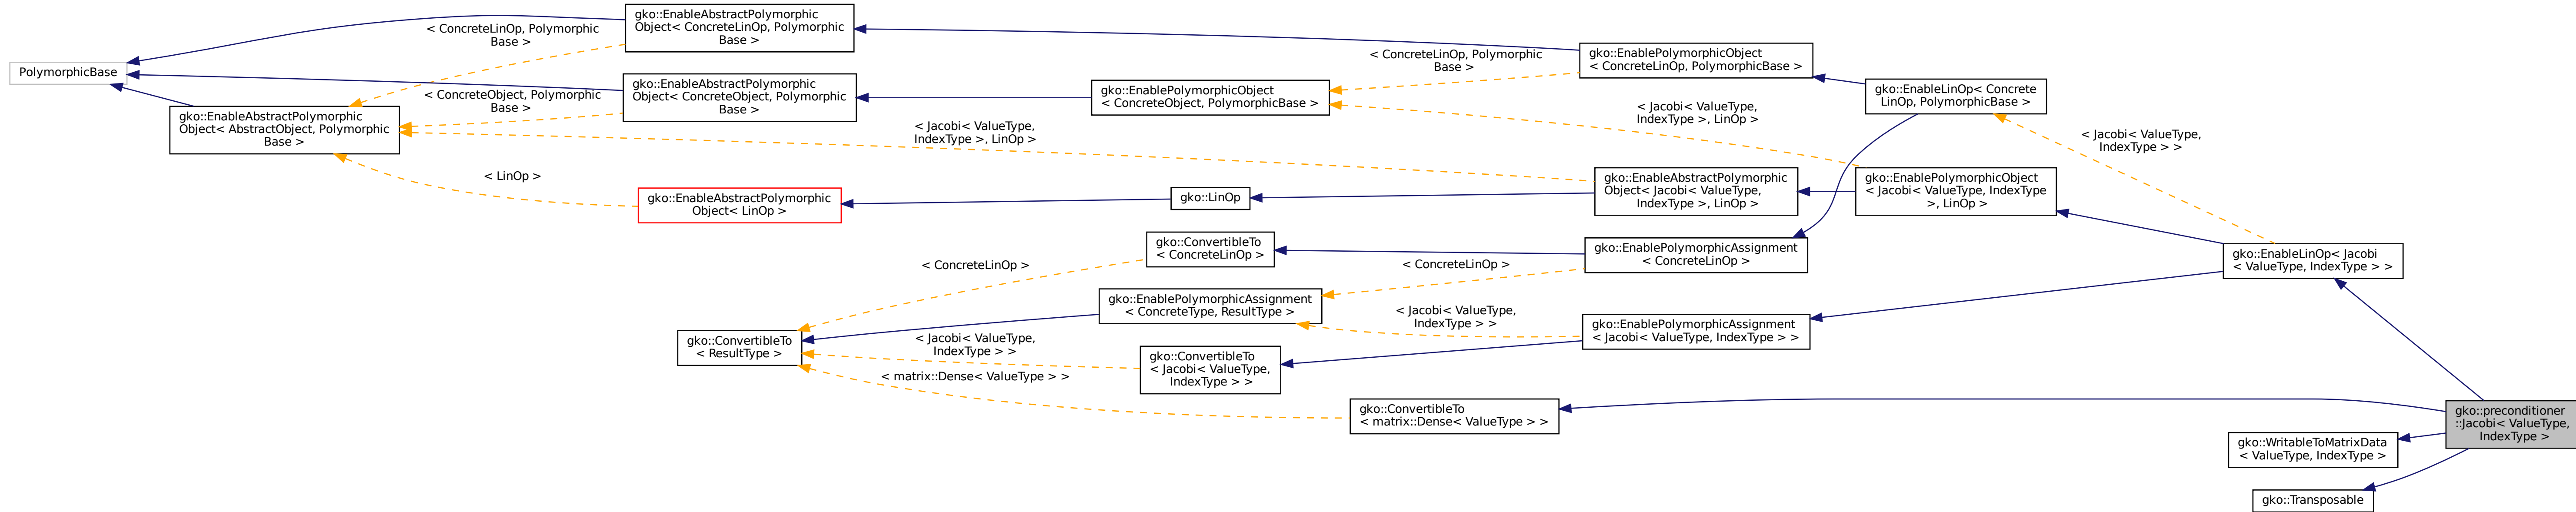 PolymorphicBase
gko::EnableAbstractPolymorphic
Object< AbstractObject, Polymorphic
Base >
< ConcreteLinOp, Polymorphic
Base >
< ConcreteObject, Polymorphic
Base >
< LinOp >
gko::EnableAbstractPolymorphic
Object< ConcreteLinOp, Polymorphic
Base >
gko::EnableAbstractPolymorphic
Object< ConcreteObject, Polymorphic
Base >
gko::EnableAbstractPolymorphic
Object< LinOp >
gko::ConvertibleTo
< ResultType >
< Jacobi< ValueType,
IndexType >, LinOp >
< ConcreteLinOp >
< Jacobi< ValueType,
IndexType > >
< matrix::Dense< ValueType > >
gko::EnablePolymorphicObject
< ConcreteObject, PolymorphicBase >
gko::LinOp
gko::ConvertibleTo
< ConcreteLinOp >
gko::EnablePolymorphicAssignment
< ConcreteType, ResultType >
gko::ConvertibleTo
< Jacobi< ValueType,
IndexType > >
gko::ConvertibleTo
< matrix::Dense< ValueType > >
< ConcreteLinOp, Polymorphic
Base >
< Jacobi< ValueType,
IndexType >, LinOp >
< ConcreteLinOp >
< Jacobi< ValueType,
IndexType > >
gko::EnablePolymorphicObject
< ConcreteLinOp, PolymorphicBase >
gko::EnableAbstractPolymorphic
Object< Jacobi< ValueType,
IndexType >, LinOp >
gko::EnablePolymorphicAssignment
< ConcreteLinOp >
gko::EnablePolymorphicAssignment
< Jacobi< ValueType, IndexType > >
gko::EnableLinOp< Concrete
LinOp, PolymorphicBase >
gko::EnablePolymorphicObject
< Jacobi< ValueType, IndexType
>, LinOp >
< Jacobi< ValueType,
IndexType > >
gko::EnableLinOp< Jacobi
< ValueType, IndexType > >
gko::WritableToMatrixData
< ValueType, IndexType >
gko::Transposable
gko::preconditioner
::Jacobi< ValueType,
IndexType >